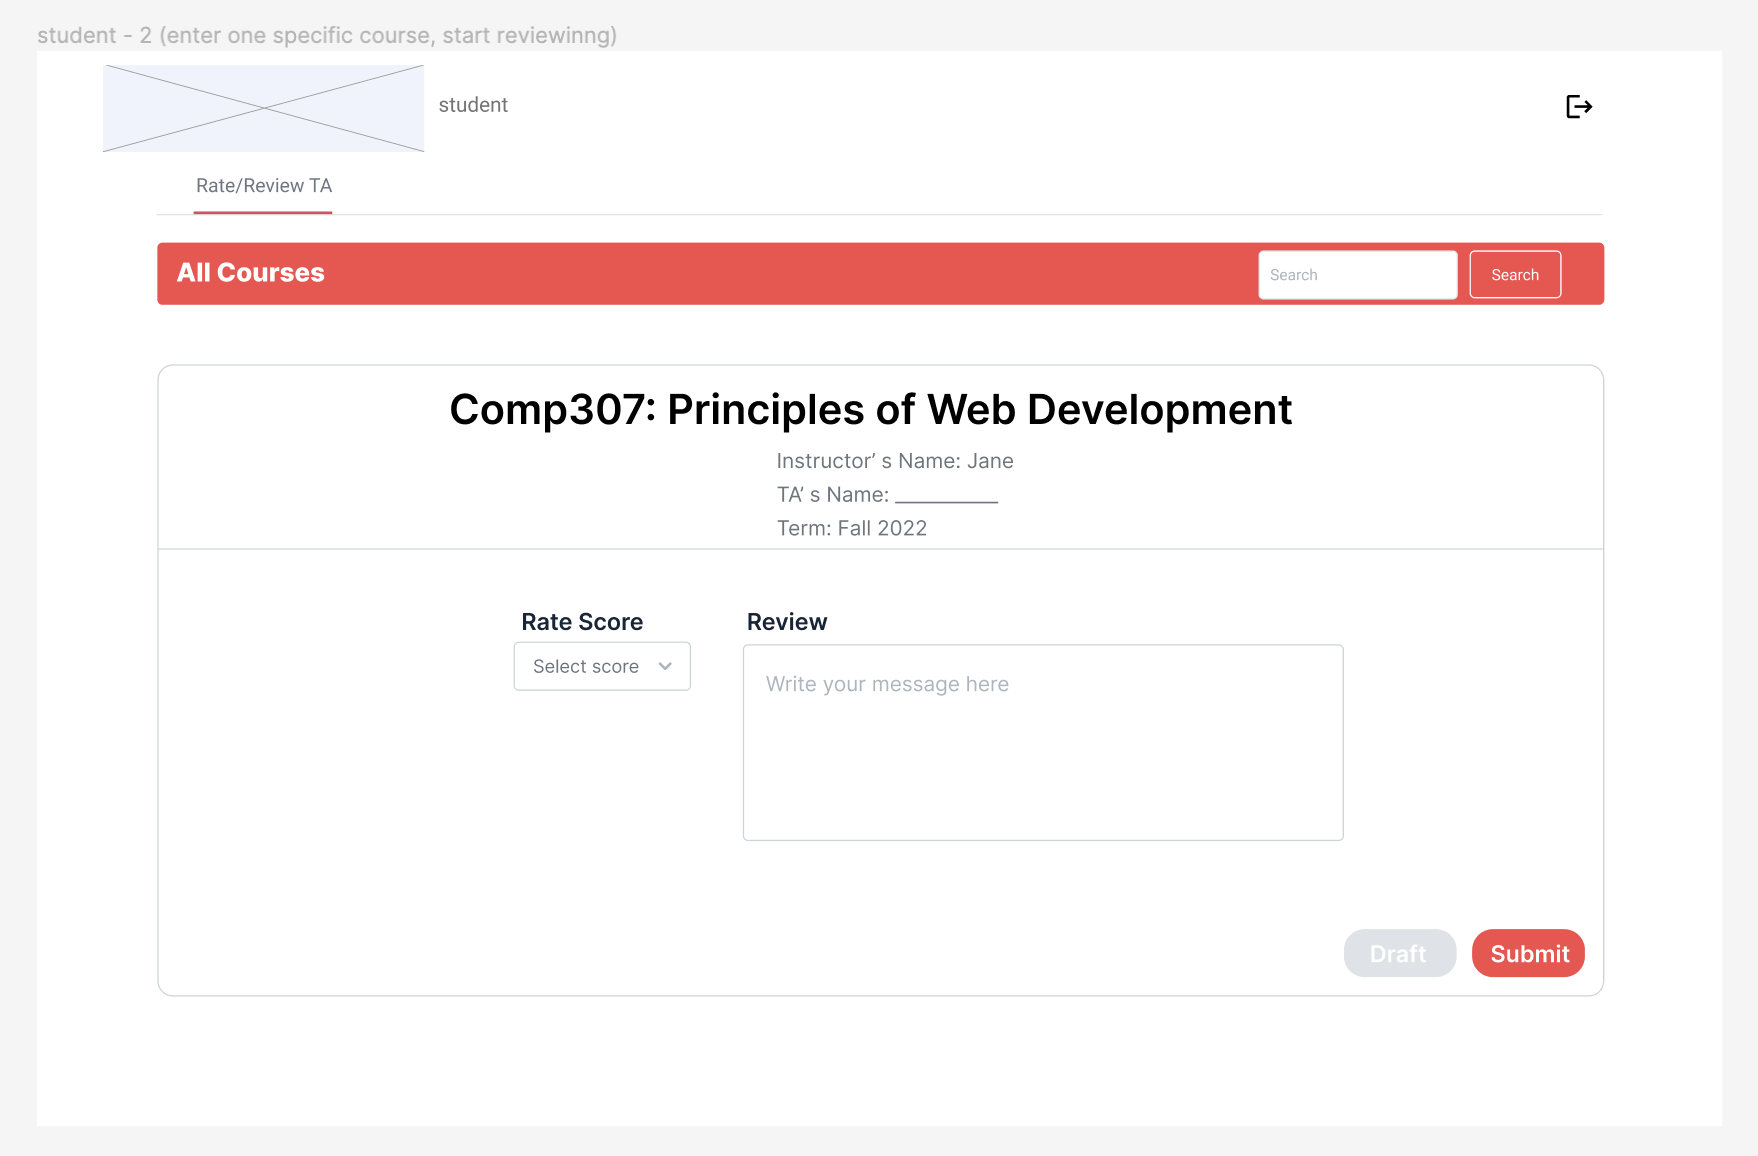 student - 2 (enter one specific course, start reviewinng)
student
Rate/Review TA
All Courses
Search
Search
Comp307: Principles of Web Development
Instructor’ s Name: Jane
TA’ s Name: __________
Term: Fall 2022
Rate Score
Review
Select score
Write your message here
Draft
Submit